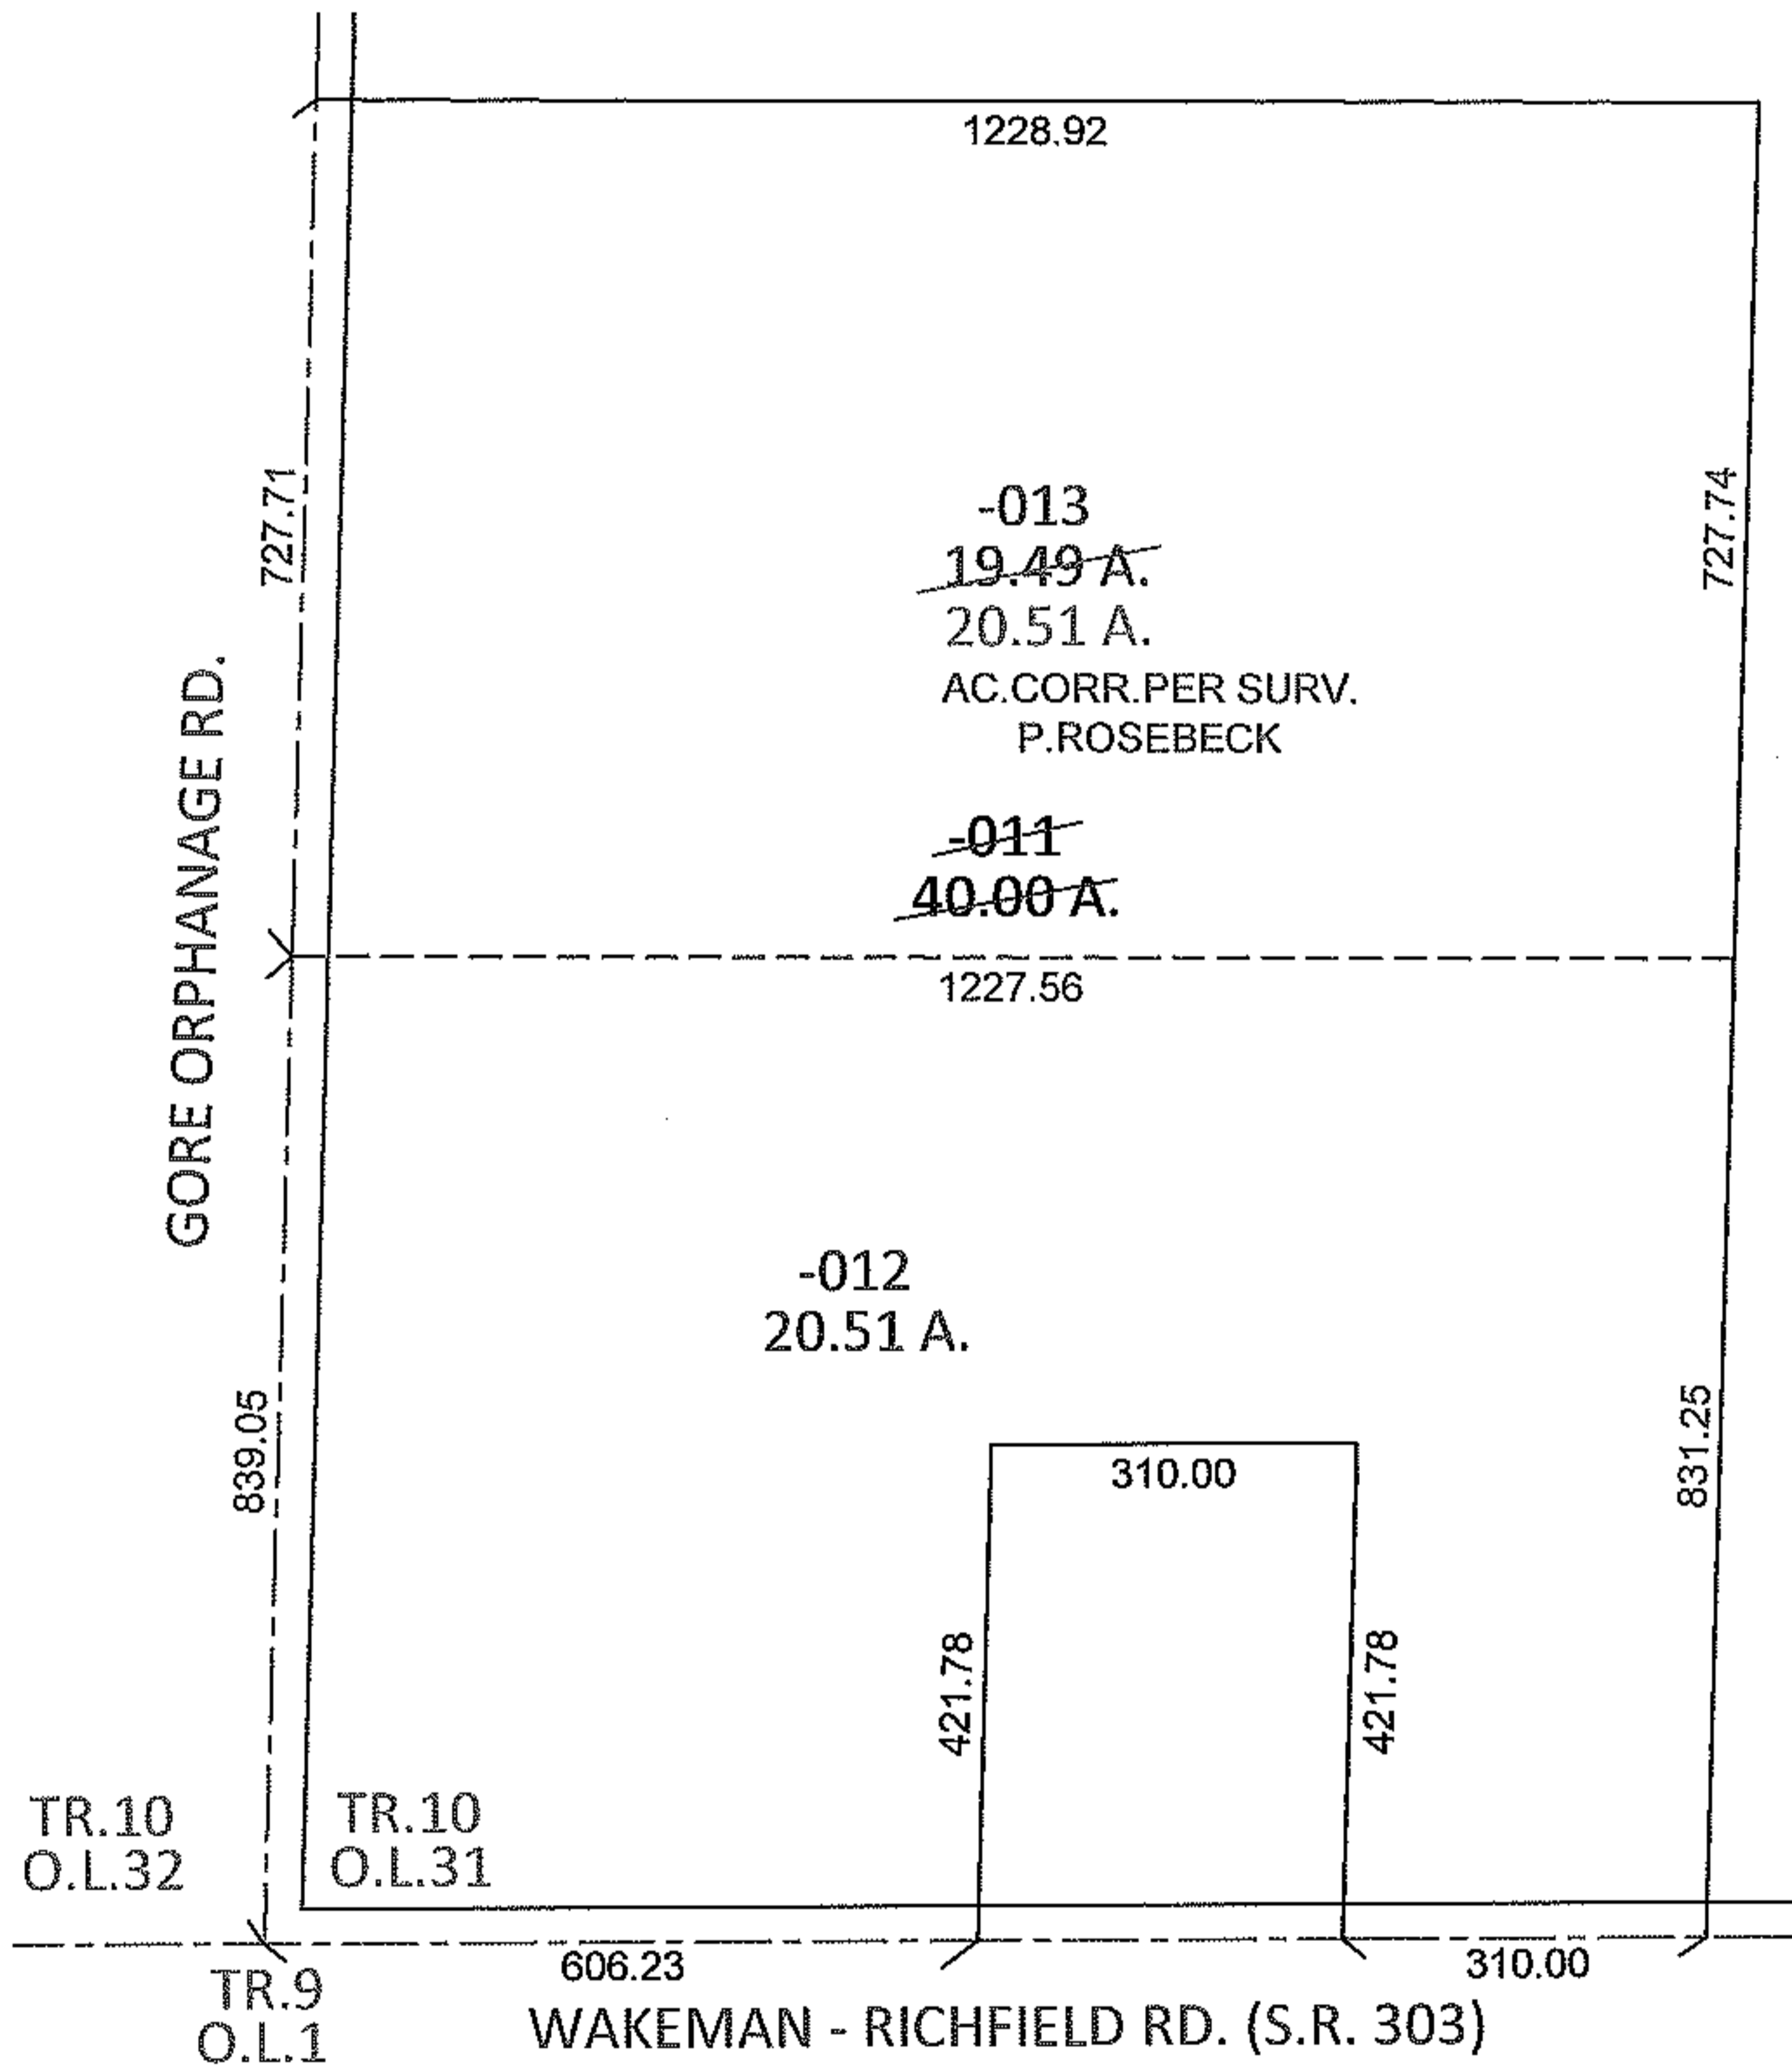 1228.92
727.71
727.74
-013
19.49 A.
20.51 A.
AC.CORR.PER SURV.
P.ROSEBECK
-011
40.00 A.
GORE ORPHANAGE RD.
1227.56
-012
20.51 A.
839.05
831.25
310.00
421.78
421.78
TR.10
O.L.32
TR.10
O.L.31
606.23
310.00
TR.9
O.L.1
WAKEMAN - RICHFIELD RD. (S.R. 303)